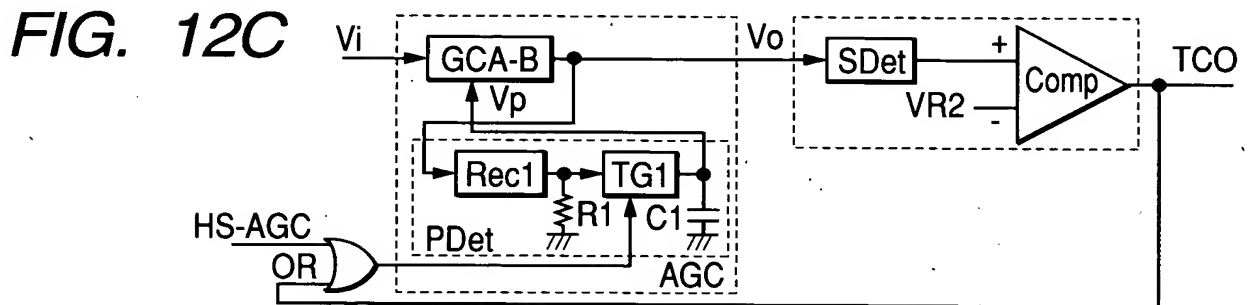 FIG. 12C
Vi
GCA-B
Vo
SDet
+
Comp
TCO
Vp
VR2
-
Rec1
TG1
R1
C1
HS-AGC
PDet
OR
AGC